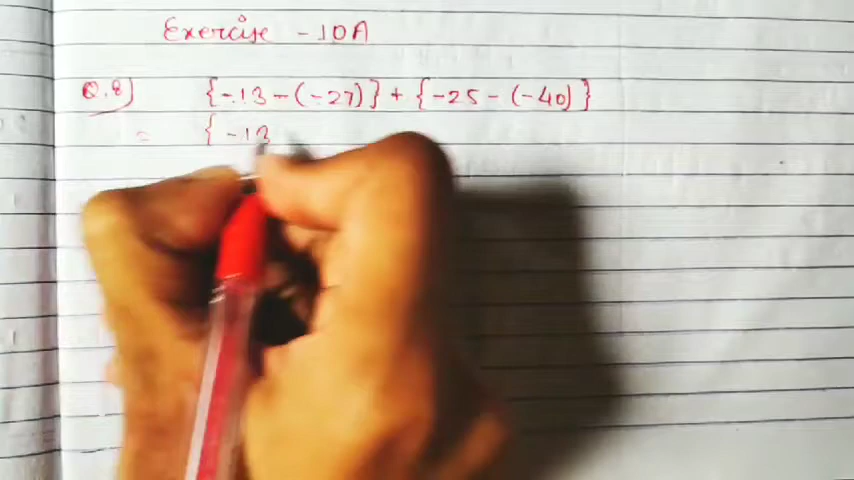 Exercise - 10A
Q.8] {-13-(-27)} + {-25-(-40)}
= {-13